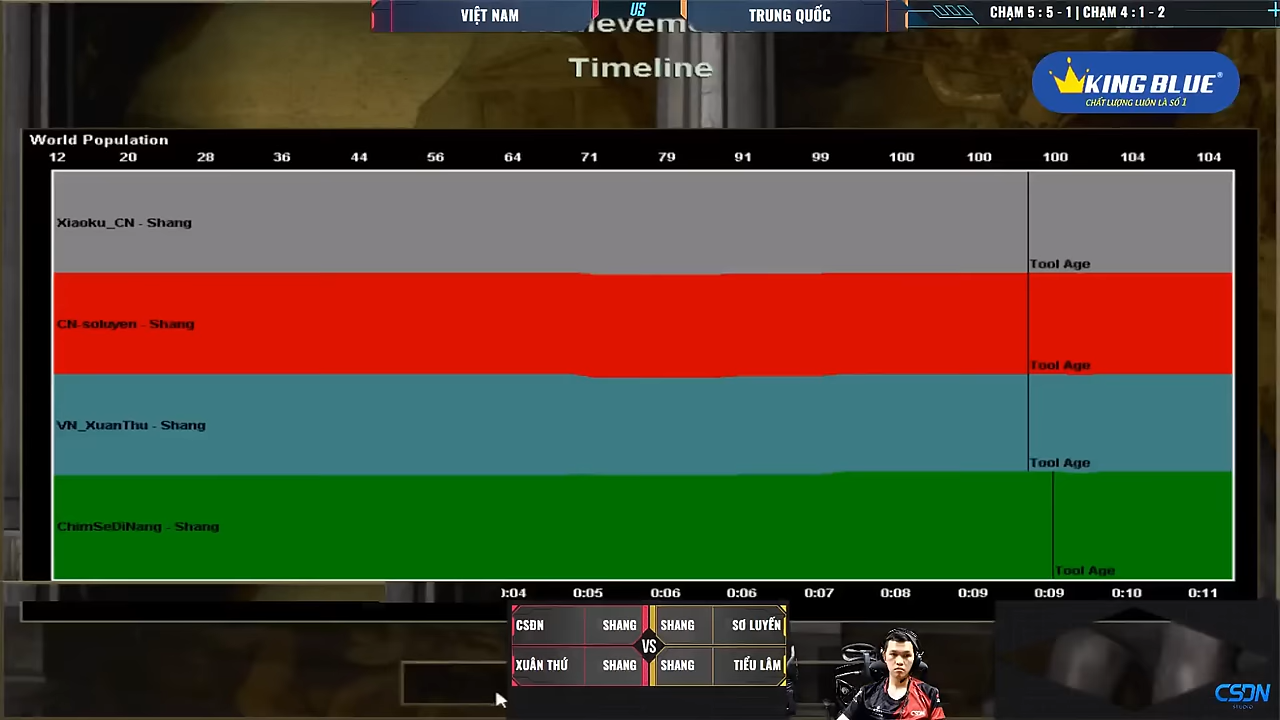 VIỆT NAM
US
TRUNG QUỐC
CHẠM 5 : 5 - 1 | CHẠM 4 : 1 - 2
Timeline
KING BLUE®
CHẤT LƯỢNG LUÔN LÀ SỐ 1
World Population
12 20 28 36 44 56 64 71 79 91 99 100 100 100 104 104
Xiaoku_CN - Shang
Tool Age
CN-soluyen - Shang
Tool Age
VN_XuanThu - Shang
Tool Age
ChimSeDiNang - Shang
Tool Age
0:05 0:06 0:06 0:07 0:08 0:09 0:09 0:10 0:11
CSDN SHANG SHANG SƠ LUYẾN
VS
XUÂN THỨ SHANG SHANG TIỂU LÂM
CSDN
STUDIO